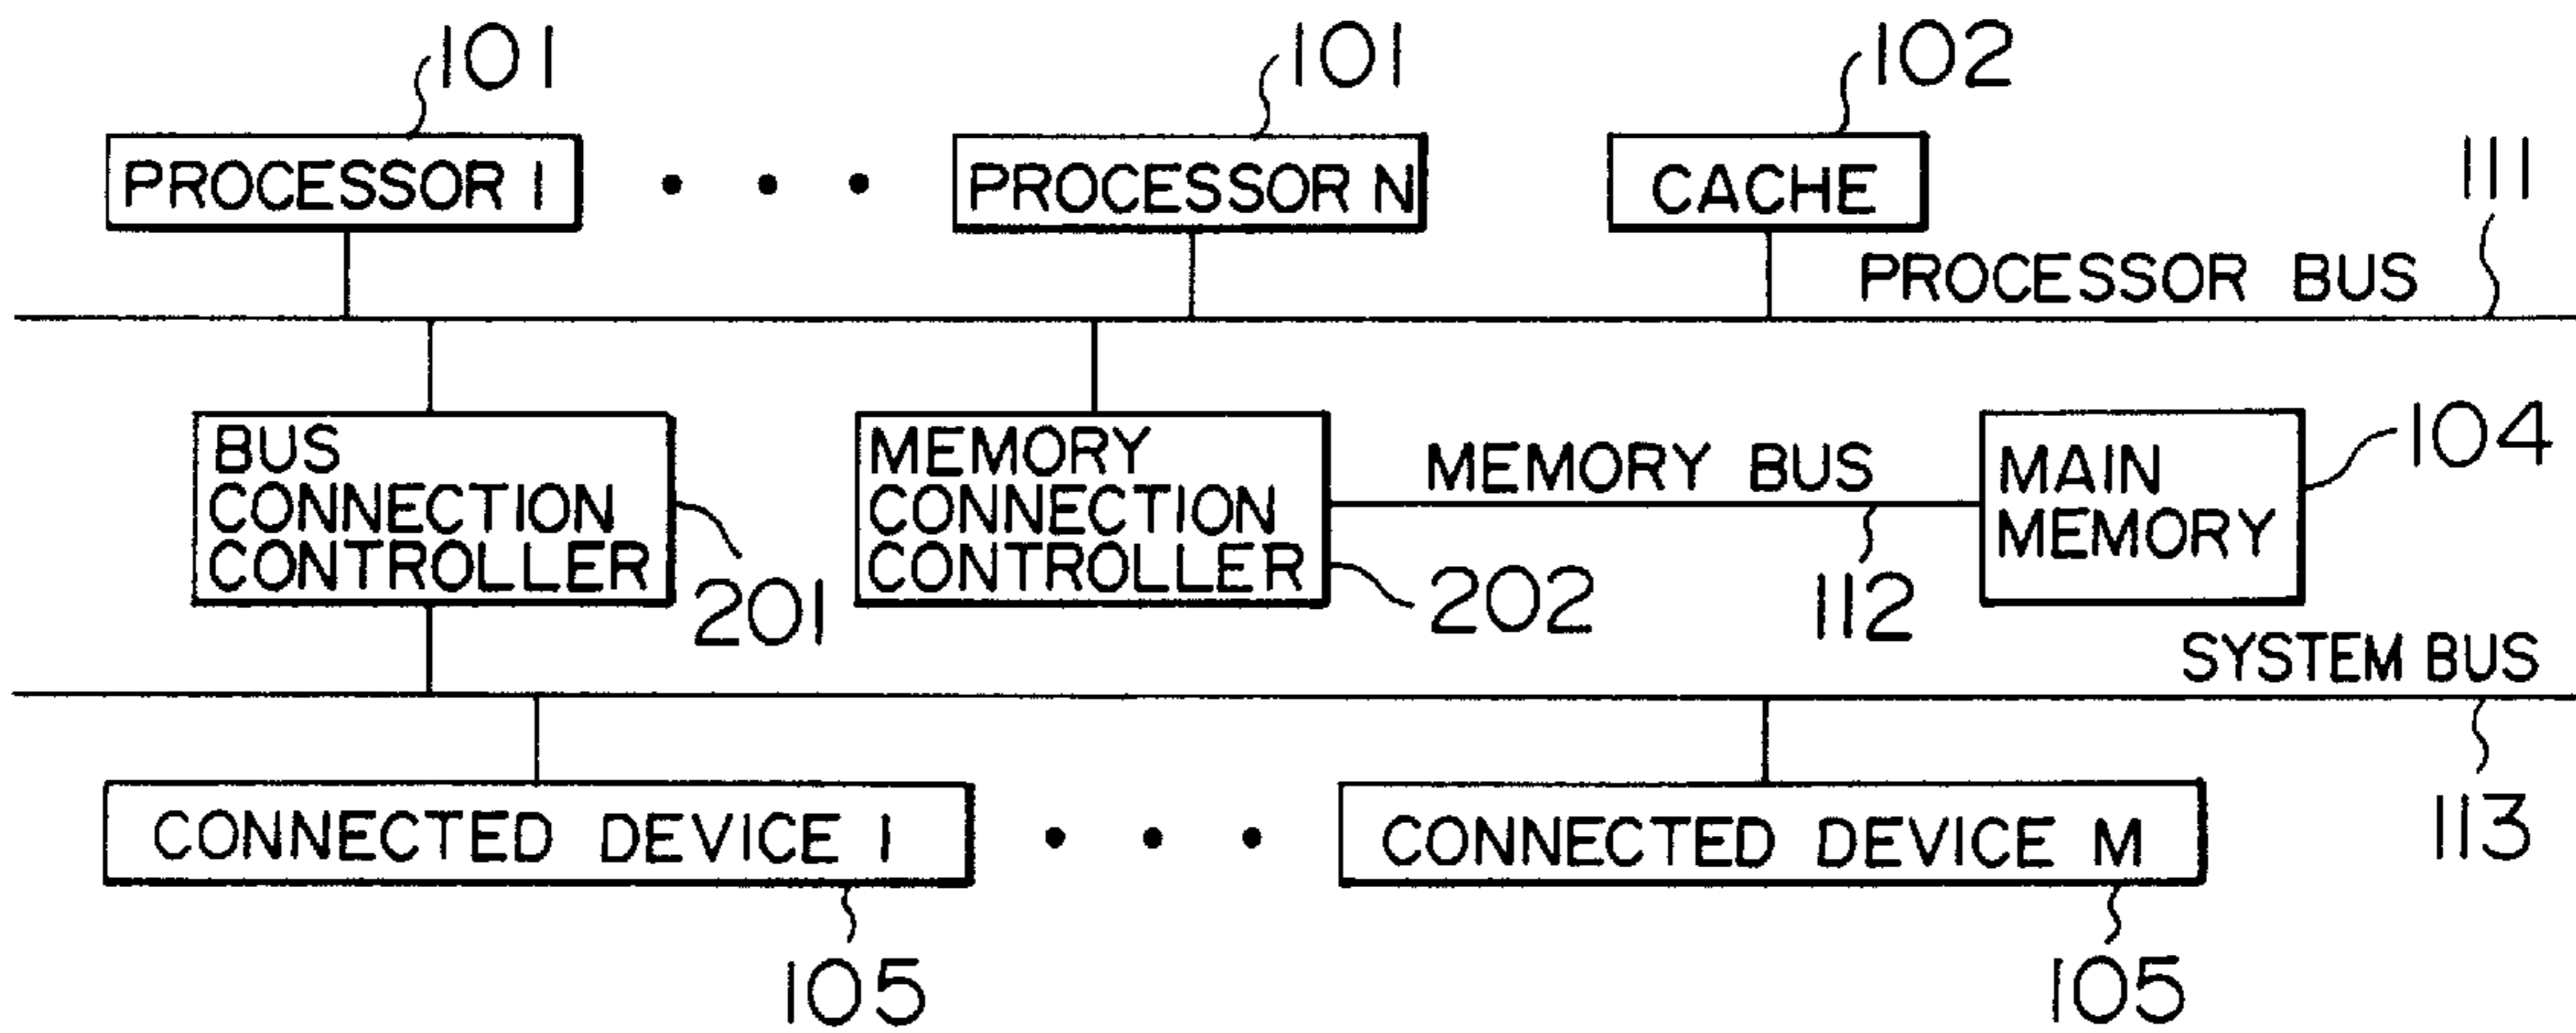 101
101
102
PROCESSOR 1
• • •
PROCESSOR N
CACHE
111
PROCESSOR BUS
BUS
CONNECTION
CONTROLLER
201
MEMORY
CONNECTION
CONTROLLER
202
MEMORY BUS
112
MAIN
MEMORY
104
SYSTEM BUS
113
CONNECTED DEVICE 1
• • •
CONNECTED DEVICE M
105
105